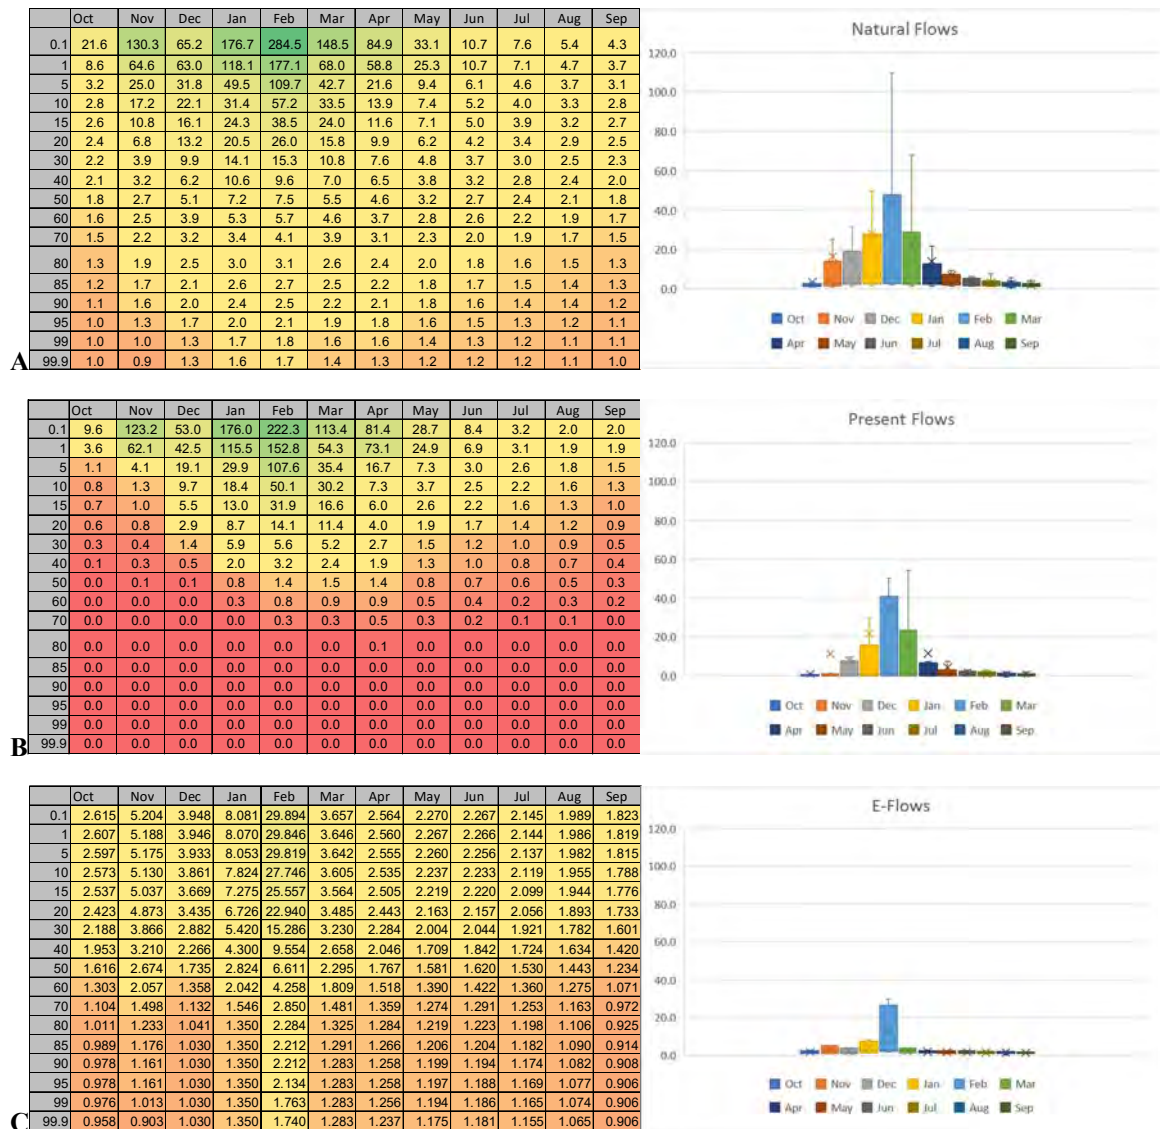 Oct Nov Dec Jan Feb Mar Apr May Jun Jul Aug Sep
0.1 21.6 130.3 65.2 176.7 284.5 148.5 84.9 33.1 10.7 7.6 5.4 4.3
1 8.6 64.6 63.0 118.1 177.1 68.0 58.8 25.3 10.7 7.1 4.7 3.7
5 3.2 25.0 31.8 49.5 109.7 42.7 21.6 9.4 6.1 4.6 3.7 3.1
10 2.8 17.2 22.1 31.4 57.2 33.5 13.9 7.4 5.2 4.0 3.3 2.8
15 2.6 10.8 16.1 24.3 38.5 24.0 11.6 7.1 5.0 3.9 3.2 2.7
20 2.4 6.8 13.2 20.5 26.0 15.8 9.9 6.2 4.2 3.4 2.9 2.5
30 2.2 3.9 9.9 14.1 15.3 10.8 7.6 4.8 3.7 3.0 2.5 2.3
40 2.1 3.2 6.2 10.6 9.6 7.0 6.5 3.8 3.2 2.8 2.4 2.0
50 1.8 2.7 5.1 7.2 7.5 5.5 4.6 3.2 2.7 2.4 2.1 1.8
60 1.6 2.5 3.9 5.3 5.7 4.6 3.7 2.8 2.6 2.2 1.9 1.7
70 1.5 2.2 3.2 3.4 4.1 3.9 3.1 2.3 2.0 1.9 1.7 1.5
80 1.3 1.9 2.5 3.0 3.1 2.6 2.4 2.0 1.8 1.6 1.5 1.3
85 1.2 1.7 2.1 2.6 2.7 2.5 2.2 1.8 1.7 1.5 1.4 1.3
90 1.1 1.6 2.0 2.4 2.5 2.2 2.1 1.8 1.6 1.4 1.4 1.2
95 1.0 1.3 1.7 2.0 2.1 1.9 1.8 1.6 1.5 1.3 1.2 1.1
99 1.0 1.0 1.3 1.7 1.8 1.6 1.6 1.4 1.3 1.2 1.1 1.1
99.9 1.0 0.9 1.3 1.6 1.7 1.4 1.3 1.2 1.2 1.2 1.1 1.0
A
Natural Flows
120.0
100.0
80.0
60.0
40.0
20.0
0.0
Oct Nov Dec Jan Feb Mar
Apr May Jun Jul Aug Sep
Oct Nov Dec Jan Feb Mar Apr May Jun Jul Aug Sep
0.1 9.6 123.2 53.0 176.0 222.3 113.4 81.4 28.7 8.4 3.2 2.0 2.0
1 3.6 62.1 42.5 115.5 152.8 54.3 73.1 24.9 6.9 3.1 1.9 1.9
5 1.1 4.1 19.1 29.9 107.6 35.4 16.7 7.3 3.0 2.6 1.8 1.5
10 0.8 1.3 9.7 18.4 50.1 30.2 7.3 3.7 2.5 2.2 1.6 1.3
15 0.7 1.0 5.5 13.0 31.9 16.6 6.0 2.6 2.2 1.6 1.3 1.0
20 0.6 0.8 2.9 8.7 14.1 11.4 4.0 1.9 1.7 1.4 1.2 0.9
30 0.3 0.4 1.4 5.9 5.6 5.2 2.7 1.5 1.2 1.0 0.9 0.5
40 0.1 0.3 0.5 2.0 3.2 2.4 1.9 1.3 1.0 0.8 0.7 0.4
50 0.0 0.1 0.1 0.8 1.4 1.5 1.4 0.8 0.7 0.6 0.5 0.3
60 0.0 0.0 0.0 0.3 0.8 0.9 0.9 0.5 0.4 0.2 0.3 0.2
70 0.0 0.0 0.0 0.0 0.3 0.3 0.5 0.3 0.2 0.1 0.1 0.0
80 0.0 0.0 0.0 0.0 0.0 0.0 0.1 0.0 0.0 0.0 0.0 0.0
85 0.0 0.0 0.0 0.0 0.0 0.0 0.0 0.0 0.0 0.0 0.0 0.0
90 0.0 0.0 0.0 0.0 0.0 0.0 0.0 0.0 0.0 0.0 0.0 0.0
95 0.0 0.0 0.0 0.0 0.0 0.0 0.0 0.0 0.0 0.0 0.0 0.0
99 0.0 0.0 0.0 0.0 0.0 0.0 0.0 0.0 0.0 0.0 0.0 0.0
99.9 0.0 0.0 0.0 0.0 0.0 0.0 0.0 0.0 0.0 0.0 0.0 0.0
B
Present Flows
120.0
100.0
80.0
60.0
40.0
20.0
0.0
Oct Nov Dec Jan Feb Mar
Apr May Jun Jul Aug Sep
Oct Nov Dec Jan Feb Mar Apr May Jun Jul Aug Sep
0.1 2.615 5.204 3.948 8.081 29.894 3.657 2.564 2.270 2.267 2.145 1.989 1.823
1 2.607 5.188 3.946 8.070 29.846 3.646 2.560 2.267 2.266 2.144 1.986 1.819
5 2.597 5.175 3.933 8.053 29.819 3.642 2.555 2.260 2.256 2.137 1.982 1.815
10 2.573 5.130 3.861 7.824 27.746 3.605 2.535 2.237 2.233 2.119 1.955 1.788
15 2.537 5.037 3.669 7.275 25.557 3.564 2.505 2.219 2.220 2.099 1.944 1.776
20 2.423 4.873 3.435 6.726 22.940 3.485 2.443 2.163 2.157 2.056 1.893 1.733
30 2.188 3.866 2.882 5.420 15.286 3.230 2.284 2.004 2.044 1.921 1.782 1.601
40 1.953 3.210 2.266 4.300 9.554 2.658 2.046 1.709 1.842 1.724 1.634 1.420
50 1.616 2.674 1.735 2.824 6.611 2.295 1.767 1.581 1.620 1.530 1.443 1.234
60 1.303 2.057 1.358 2.042 4.258 1.809 1.518 1.390 1.422 1.360 1.275 1.071
70 1.104 1.498 1.132 1.546 2.850 1.481 1.359 1.274 1.291 1.253 1.163 0.972
80 1.011 1.233 1.041 1.350 2.284 1.325 1.284 1.219 1.223 1.198 1.106 0.925
85 0.989 1.176 1.030 1.350 2.212 1.291 1.266 1.206 1.204 1.182 1.090 0.914
90 0.978 1.161 1.030 1.350 2.212 1.283 1.258 1.199 1.194 1.174 1.082 0.908
95 0.978 1.161 1.030 1.350 2.134 1.283 1.258 1.197 1.188 1.169 1.077 0.906
99 0.976 1.013 1.030 1.350 1.763 1.283 1.256 1.194 1.186 1.165 1.074 0.906
99.9 0.958 0.903 1.030 1.350 1.740 1.283 1.237 1.175 1.181 1.155 1.065 0.906
C
E-Flows
120.0
100.0
80.0
60.0
40.0
20.0
0.0
Oct Nov Dec Jan Feb Mar
Apr May Jun Jul Aug Sep